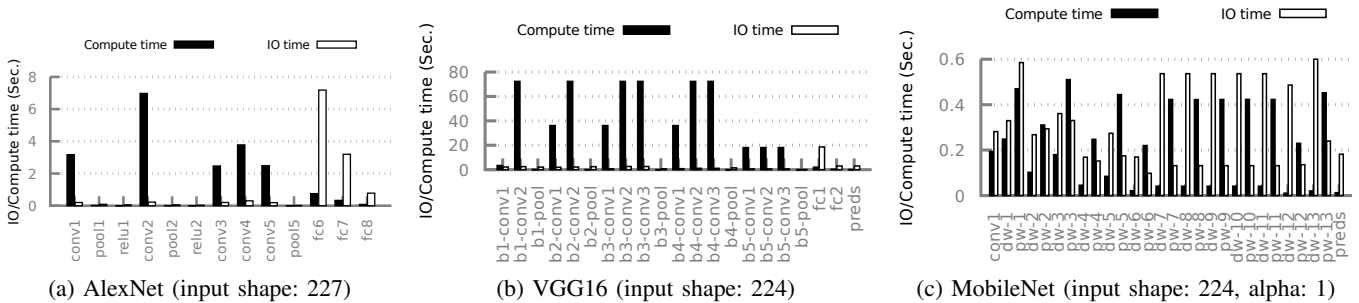 Compute time IO time
IO/Compute time (Sec.)
8
6
4
2
0
conv1
pool1
relu1
conv2
pool2
relu2
conv3
conv4
conv5
pool5
fc6
fc7
fc8
(a) AlexNet (input shape: 227)
Compute time IO time
IO/Compute time (Sec.)
80
60
40
20
0
b1-conv1
b1-conv2
b1-pool
b2-conv1
b2-conv2
b2-pool
b3-conv1
b3-conv2
b3-conv3
b3-pool
b4-conv1
b4-conv2
b4-conv3
b4-pool
b5-conv1
b5-conv2
b5-conv3
b5-pool
fc1
fc2
preds
(b) VGG16 (input shape: 224)
Compute time IO time
IO/Compute time (Sec.)
0.6
0.4
0.2
0
conv1
dw-1
pw-1
dw-2
pw-2
dw-3
pw-3
dw-4
pw-4
dw-5
pw-5
dw-6
pw-6
dw-7
pw-7
dw-8
pw-8
dw-9
pw-9
dw-10
pw-10
dw-11
pw-11
dw-12
pw-12
dw-13
pw-13
preds
(c) MobileNet (input shape: 224, alpha: 1)